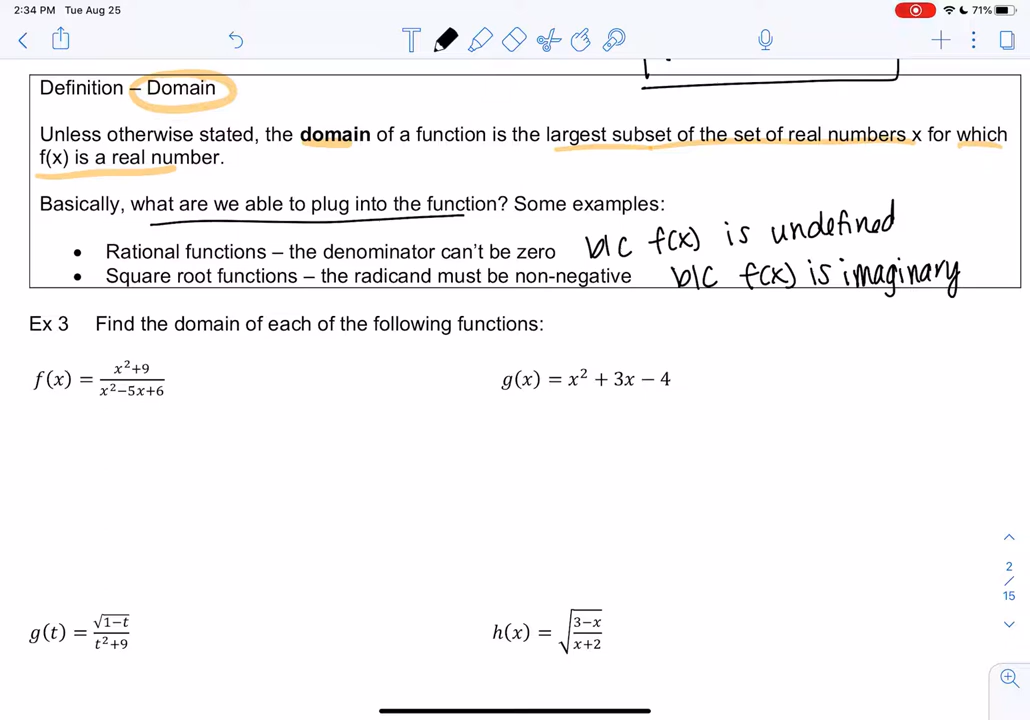 2:34 PM Tue Aug 25
71%
Definition – Domain
Unless otherwise stated, the domain of a function is the largest subset of the set of real numbers x for which
f(x) is a real number.
Basically, what are we able to plug into the function? Some examples:
• Rational functions – the denominator can't be zero b/c f(x) is undefined
• Square root functions – the radicand must be non-negative b/c f(x) is imaginary
Ex 3 Find the domain of each of the following functions:
f(x) = (x²+9)/(x²−5x+6)
g(x) = x² + 3x − 4
2
/
15
g(t) = √(1−t)/(t²+9)
h(x) = √((3−x)/(x+2))